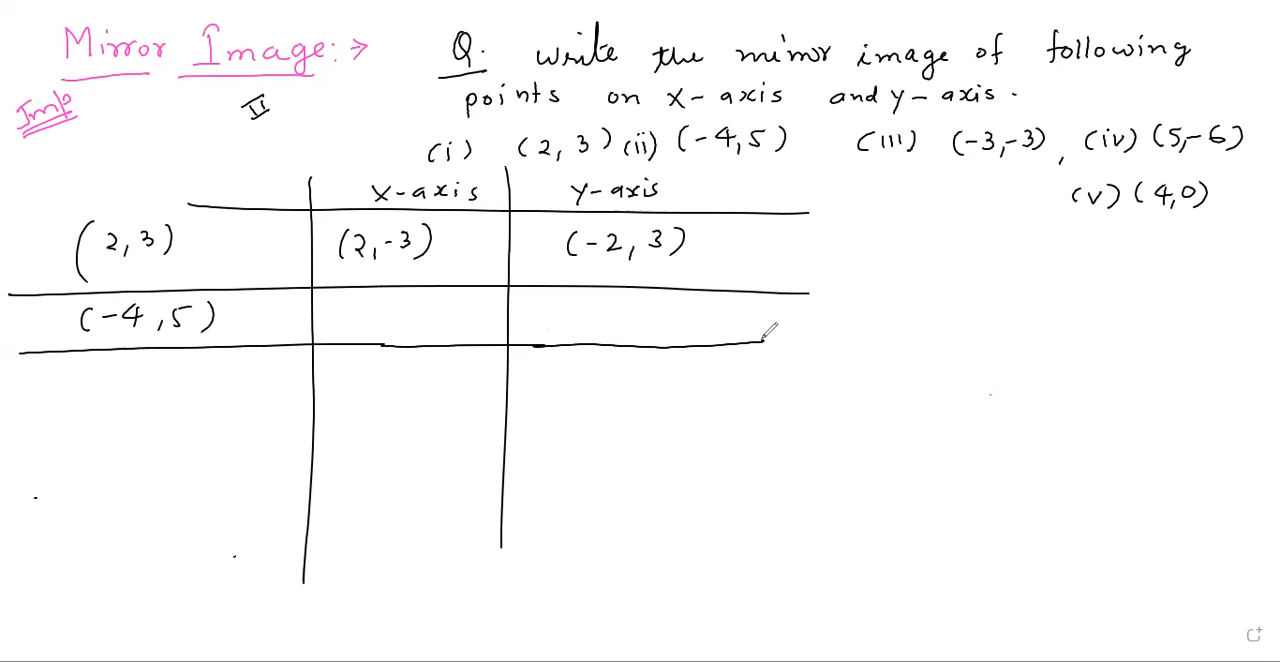 Mirror Image:→ Q. Write the mirror image of following
Imp II points on X-axis and y-axis.
(i) (2, 3) (ii) (-4, 5) (iii) (-3,-3), (iv) (5,-6)
(v) (4,0)
X-axis Y-axis
(2, 3) (2,-3) (-2, 3)
(-4,5)